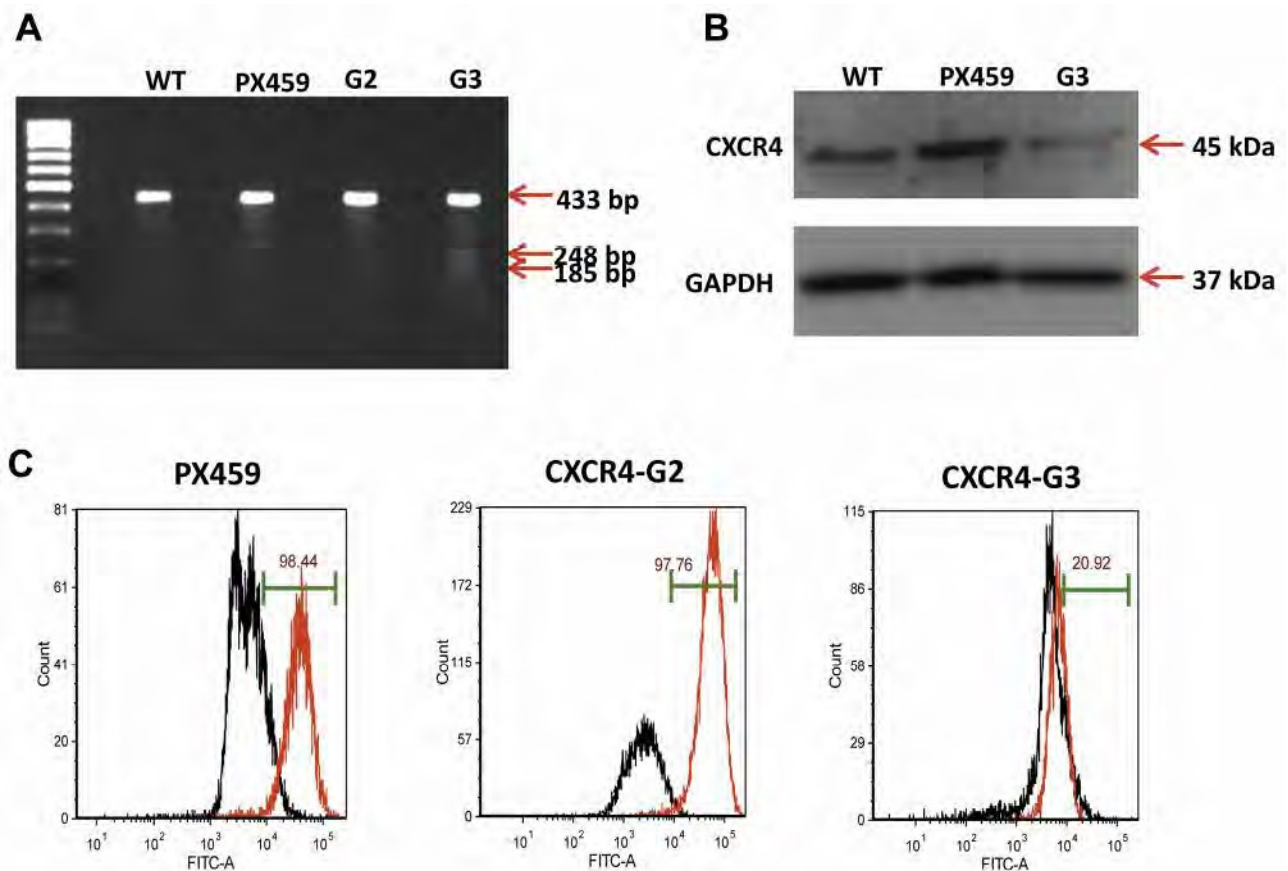 A
WT PX459 G2 G3
433 bp
248 bp
185 bp
B
WT PX459 G3
CXCR4 45 kDa
GAPDH 37 kDa
C
PX459
98.44
81
61
41
20
0
Count
10^1 10^2 10^3 10^4 10^5
FITC-A
CXCR4-G2
97.76
229
172
115
57
0
Count
10^1 10^2 10^3 10^4 10^5
FITC-A
CXCR4-G3
20.92
115
86
58
29
0
Count
10^1 10^2 10^3 10^4 10^5
FITC-A